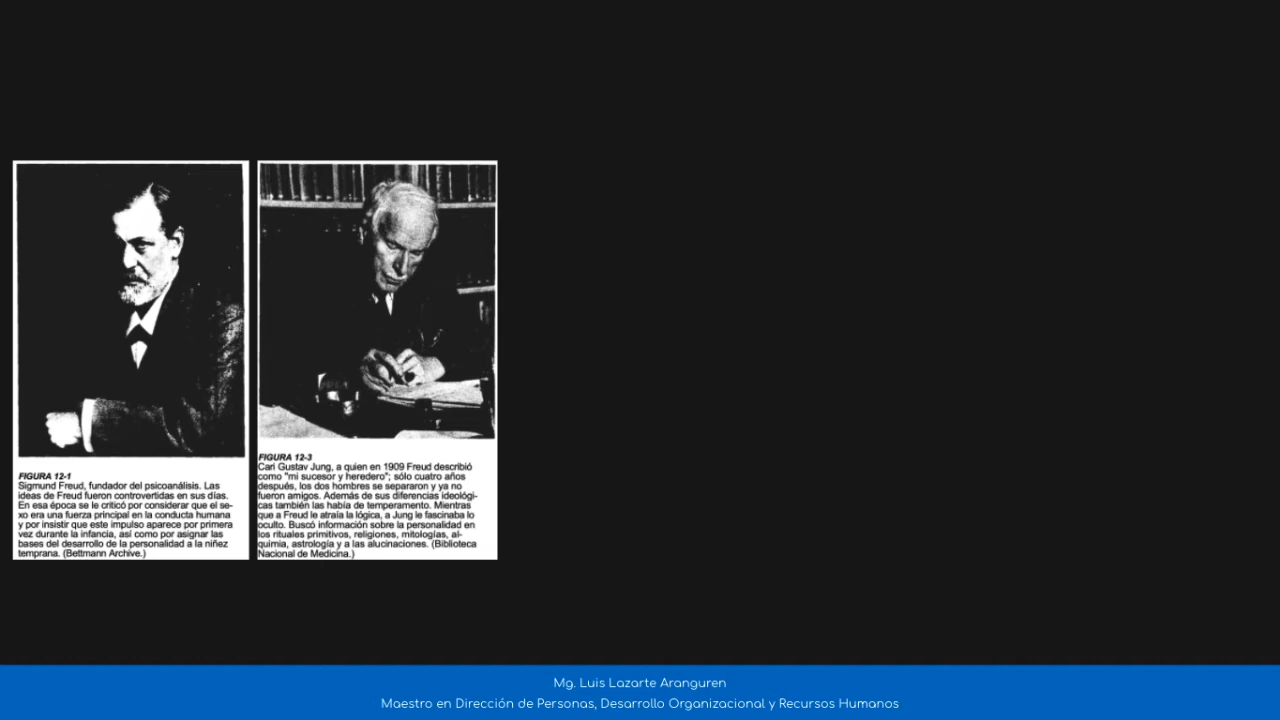 FIGURA 12-1
Sigmund Freud, fundador del psicoanálisis. Las
ideas de Freud fueron controvertidas en sus días.
En esa época se le criticó por considerar que el se-
xo era una fuerza principal en la conducta humana
y por insistir que este impulso aparece por primera
vez durante la infancia, así como por asignar las
bases del desarrollo de la personalidad a la niñez
temprana. (Bettmann Archive.)
FIGURA 12-3
Carl Gustav Jung, a quien en 1909 Freud describió
como "mi sucesor y heredero"; sólo cuatro años
después, los dos hombres se separaron y ya no
fueron amigos. Además de sus diferencias ideológi-
cas también las había de temperamento. Mientras
que a Freud le atraía la lógica, a Jung le fascinaba lo
oculto. Buscó información sobre la personalidad en
los rituales primitivos, religiones, mitologías, al-
quimia, astrología y a las alucinaciones. (Biblioteca
Nacional de Medicina.)
Mg. Luis Lazarte Aranguren
Maestro en Dirección de Personas, Desarrollo Organizacional y Recursos Humanos